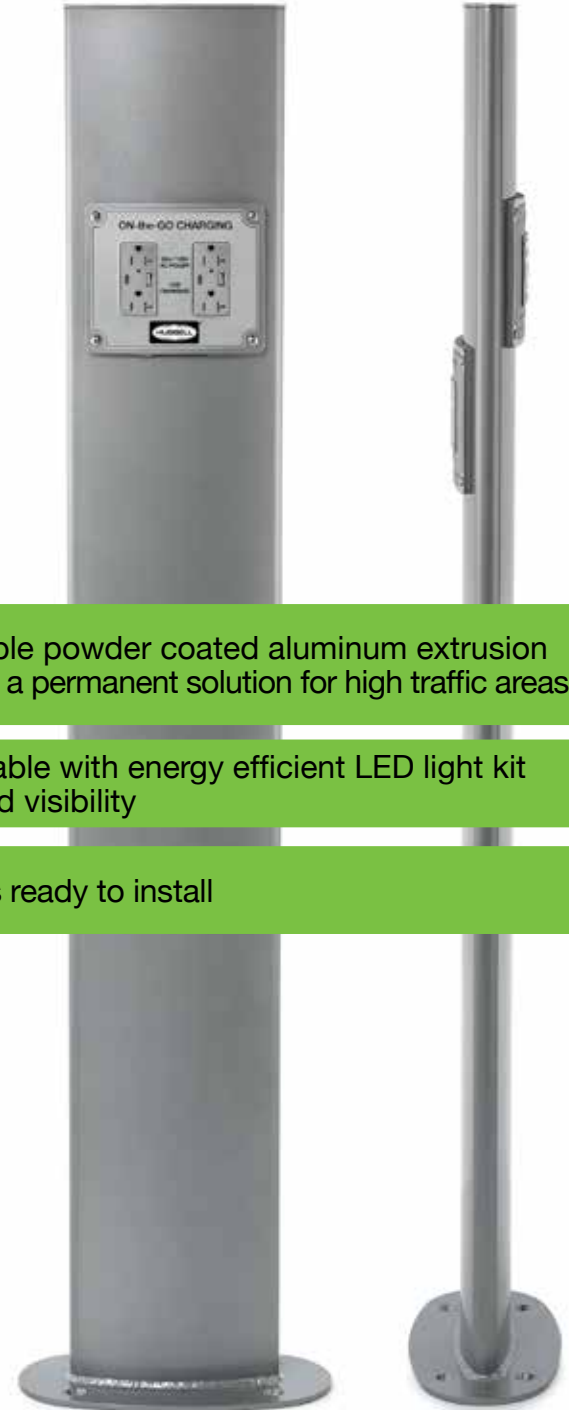 ON-the-GO CHARGING
HUBBELL
ble powder coated aluminum extrusion
a permanent solution for high traffic areas
able with energy efficient LED light kit
d visibility
s ready to install